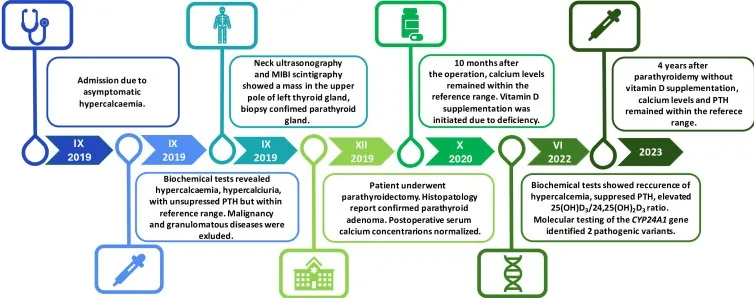 Admission due to
asymptomatic
hypercalcaemia.
IX
2019
IX
2019
Biochemical tests revealed
hypercalcaemia, hypercalciuria,
with unsupressed PTH but within
reference range. Malignancy
and granulomatous diseases were
exluded.
Neck ultrasonography
and MIBI scintigraphy
showed a mass in the upper
pole of left thyroid gland,
biopsy confimed parathyroid
gland.
IX
2019
XII
2019
Patient underwent
parathyroidectomy. Histopathology
report confirmed parathyroid
adenoma. Postoperative serum
calcium concentrarions normalized.
10 months after
the operation, calcium levels
remained within the
reference range. Vitamin D
supplementation was
initiated due to deficiency.
X
2020
VI
2022
Biochemical tests showed reccurence of
hypercalcemia, suppresed PTH, elevated
25(OH)D₃/24,25(OH)₂D₃ ratio.
Molecular testing of the CYP24A1 gene
identified 2 pathogenic variants.
4 years after
parathyroidemy without
vitamin D supplementation,
calcium levels and PTH
remained within the referece
range.
2023